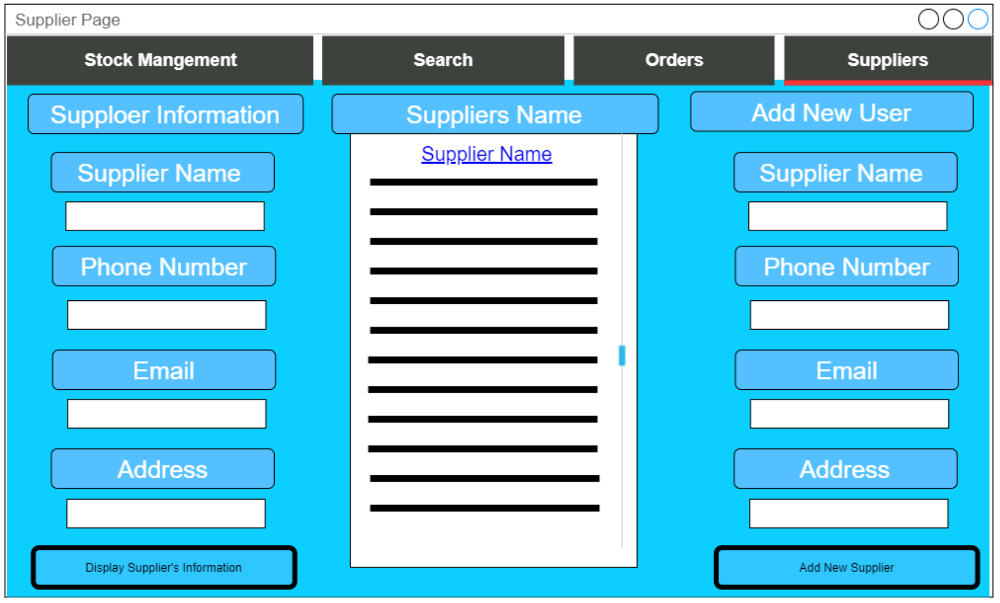 Supplier Page
Stock Mangement
Search
Orders
Suppliers
Supploer Information
Supplier Name
Phone Number
Email
Address
Display Supplier's Information
Suppliers Name
Supplier Name
Add New User
Supplier Name
Phone Number
Email
Address
Add New Supplier